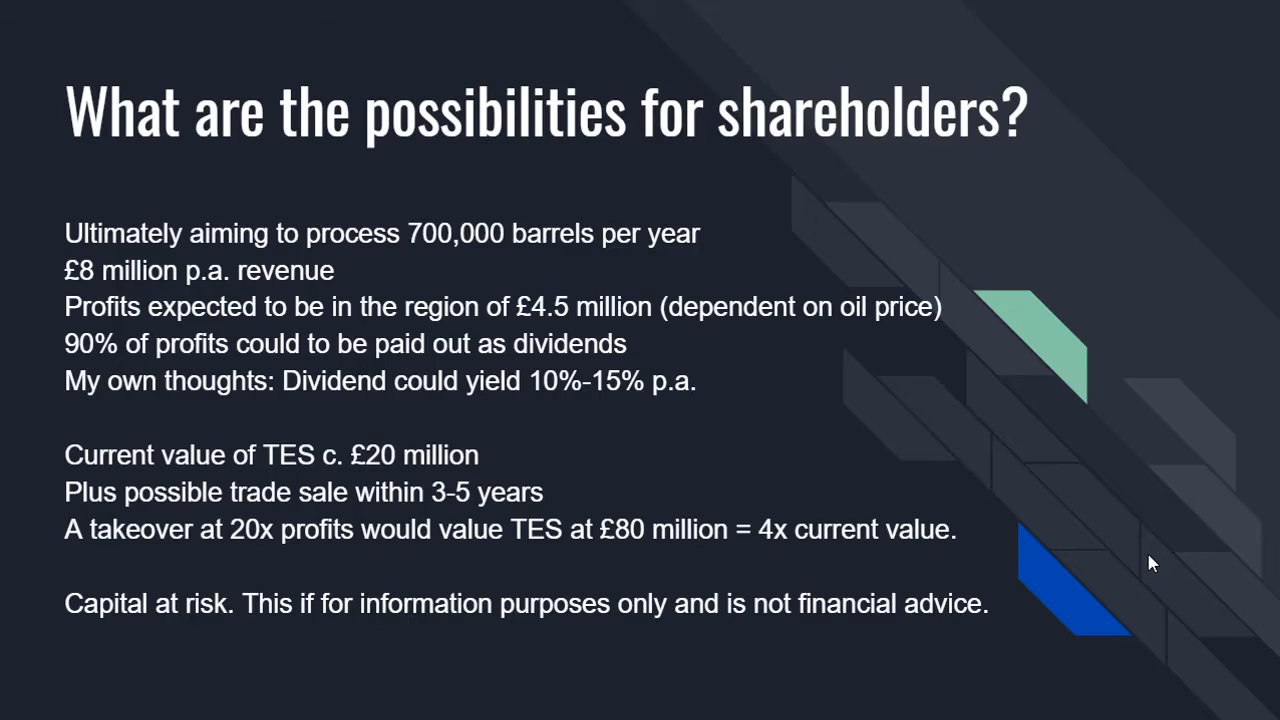 What are the possibilities for shareholders?
Ultimately aiming to process 700,000 barrels per year
£8 million p.a. revenue
Profits expected to be in the region of £4.5 million (dependent on oil price)
90% of profits could to be paid out as dividends
My own thoughts: Dividend could yield 10%-15% p.a.
Current value of TES c. £20 million
Plus possible trade sale within 3-5 years
A takeover at 20x profits would value TES at £80 million = 4x current value.
Capital at risk. This if for information purposes only and is not financial advice.